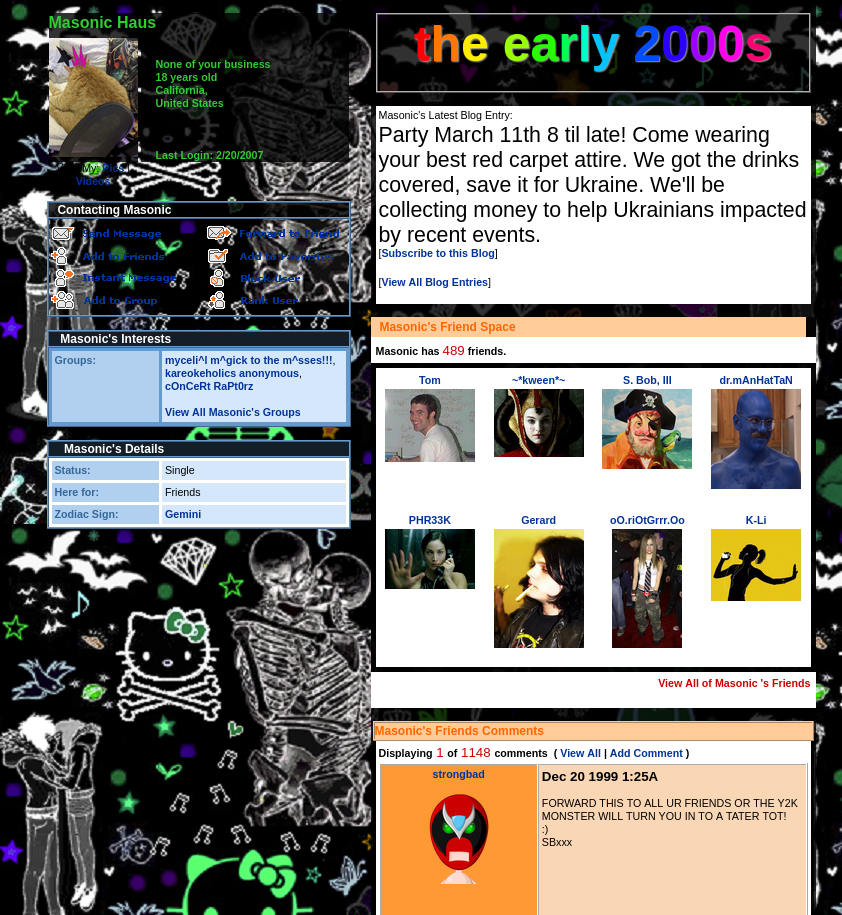 Masonic Haus
None of your business
18 years old
California,
United States
Last Login: 2/20/2007
My: Pics |
Videos
Contacting Masonic
Send Message
Forward to Friend
Add to Friends
Add to Favorites
Instant Message
Block User
Add to Group
Rank User
Masonic's Interests
Groups:
myceli^l m^gick to the m^sses!!!,
kareokeholics anonymous,
cOnCeRt RaPt0rz
View All Masonic's Groups
Masonic's Details
Status:
Single
Here for:
Friends
Zodiac Sign:
Gemini
the early 2000s
Masonic's Latest Blog Entry:
Party March 11th 8 til late! Come wearing
your best red carpet attire. We got the drinks
covered, save it for Ukraine. We'll be
collecting money to help Ukrainians impacted
by recent events.
[Subscribe to this Blog]
[View All Blog Entries]
Masonic's Friend Space
Masonic has 489 friends.
Tom
~*kween*~
S. Bob, III
dr.mAnHatTaN
PHR33K
Gerard
oO.riOtGrrr.Oo
K-Li
View All of Masonic 's Friends
Masonic's Friends Comments
Displaying 1 of 1148 comments ( View All | Add Comment )
strongbad
Dec 20 1999 1:25A
FORWARD THIS TO ALL UR FRIENDS OR THE Y2K
MONSTER WILL TURN YOU IN TO A TATER TOT!
:)
SBxxx